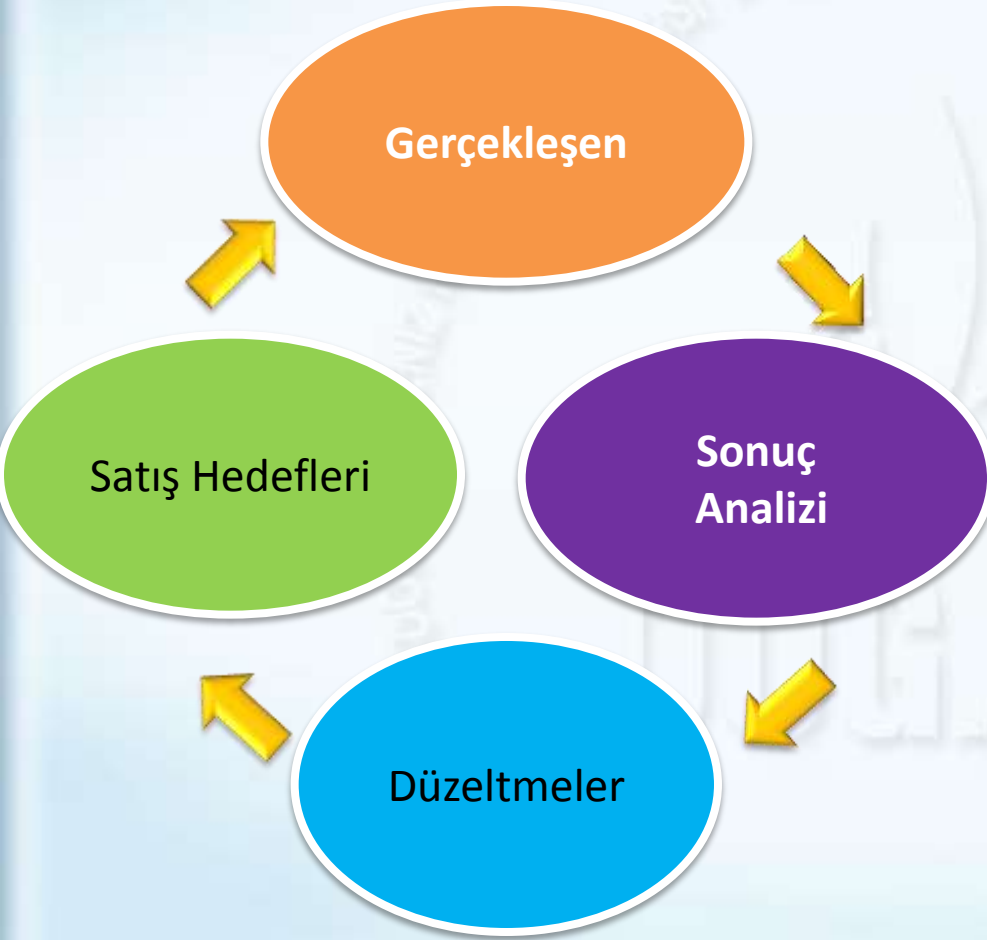 Gerçekleşen
Satış Hedefleri
Sonuç
Analizi
Düzeltmeler